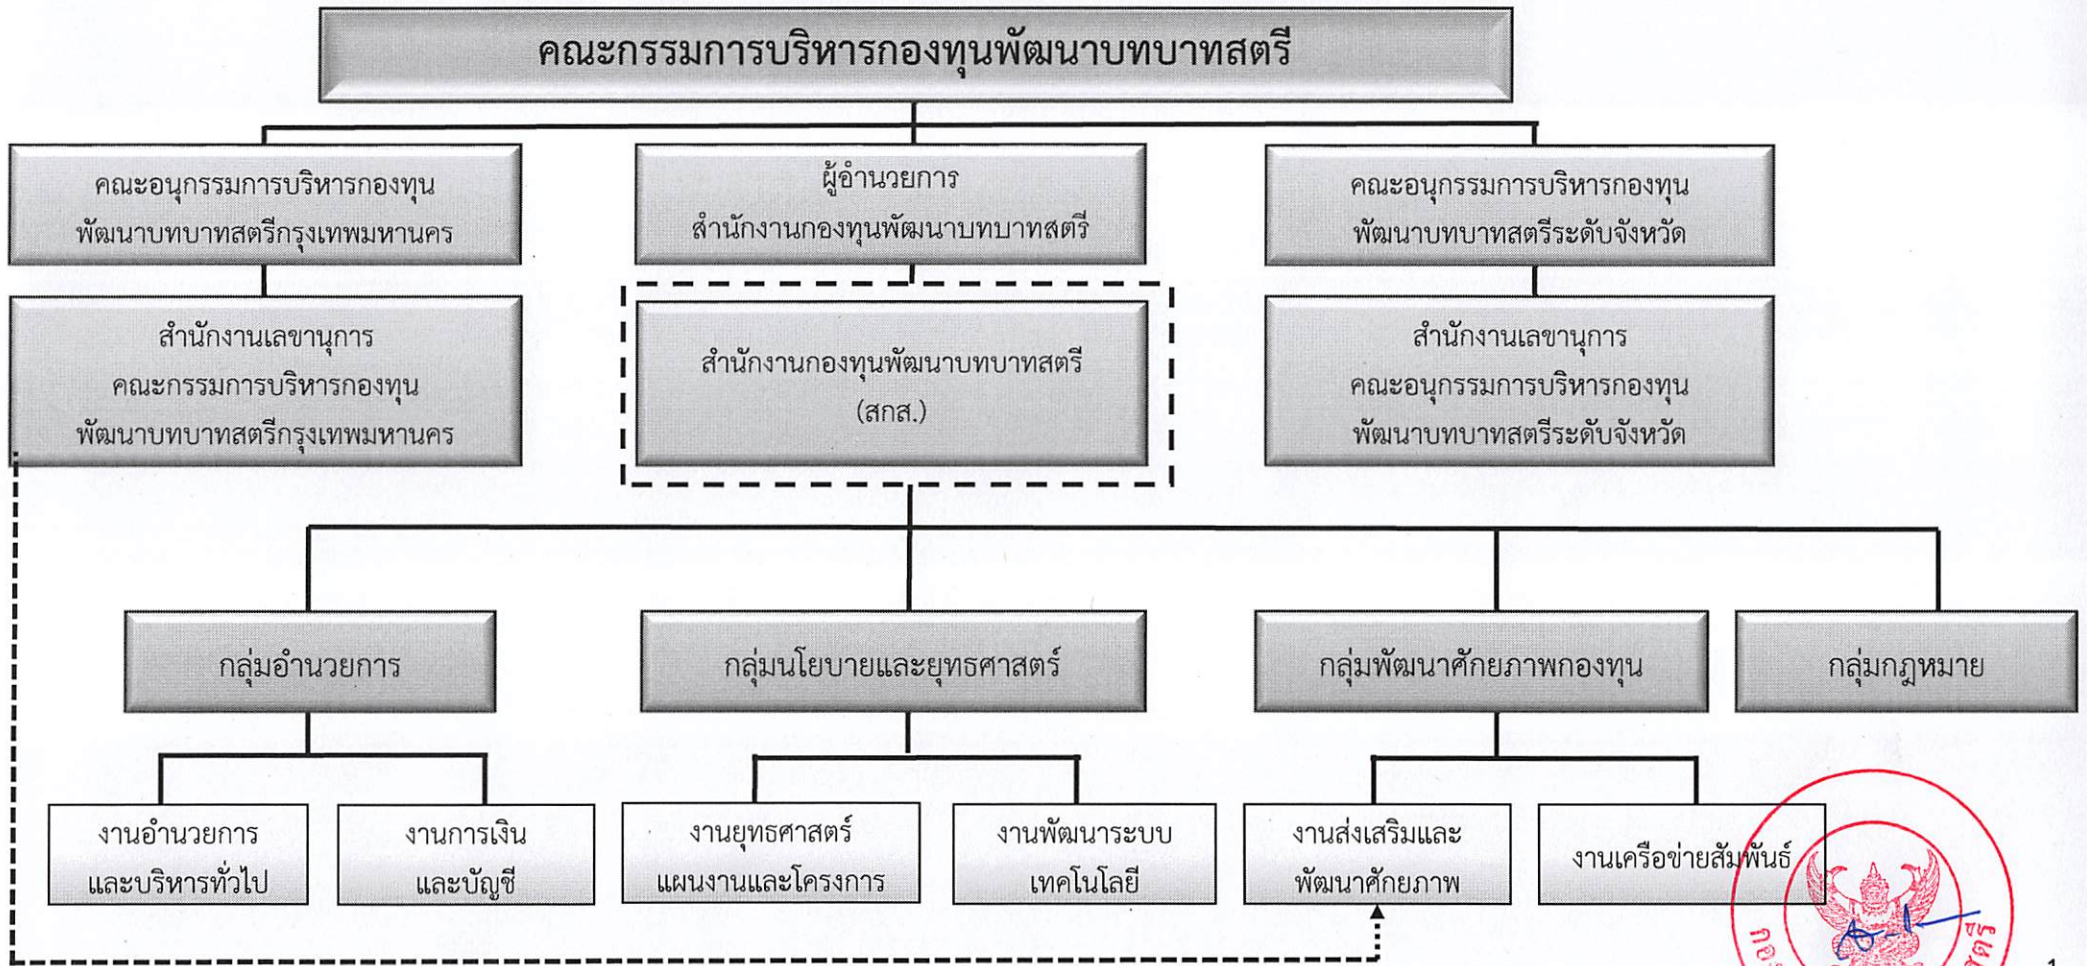 คณะกรรมการบริหารกองทุนพัฒนาบทบาทสตรี
คณะอนุกรรมการบริหารกองทุน
พัฒนาบทบาทสตรีกรุงเทพมหานคร
ผู้อำนวยการ
สำนักงานกองทุนพัฒนาบทบาทสตรี
คณะอนุกรรมการบริหารกองทุน
พัฒนาบทบาทสตรีระดับจังหวัด
สำนักงานเลขานุการ
คณะกรรมการบริหารกองทุน
พัฒนาบทบาทสตรีกรุงเทพมหานคร
สำนักงานกองทุนพัฒนาบทบาทสตรี
(สกส.)
สำนักงานเลขานุการ
คณะอนุกรรมการบริหารกองทุน
พัฒนาบทบาทสตรีระดับจังหวัด
กลุ่มอำนวยการ
กลุ่มนโยบายและยุทธศาสตร์
กลุ่มพัฒนาศักยภาพกองทุน
กลุ่มกฎหมาย
งานอำนวยการ
และบริหารทั่วไป
งานการเงิน
และบัญชี
งานยุทธศาสตร์
แผนงานและโครงการ
งานพัฒนาระบบ
เทคโนโลยี
งานส่งเสริมและ
พัฒนาศักยภาพ
งานเครือข่ายสัมพันธ์